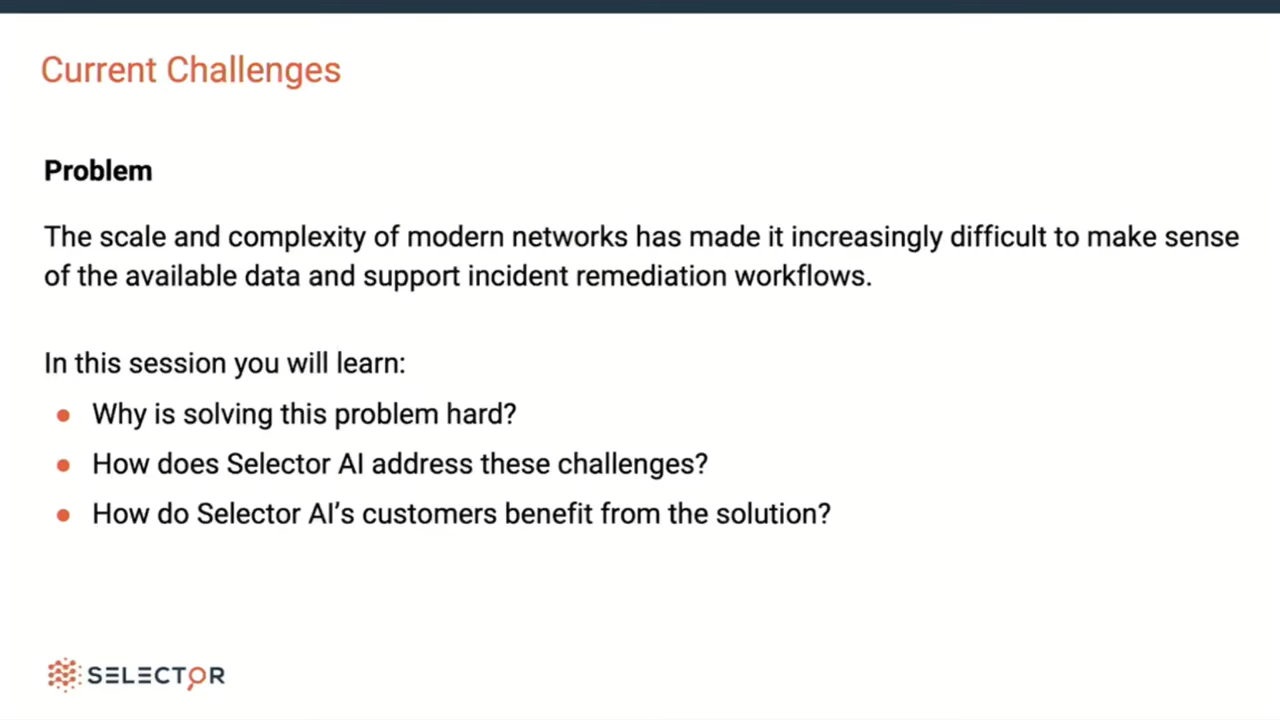 Current Challenges
Problem
The scale and complexity of modern networks has made it increasingly difficult to make sense
of the available data and support incident remediation workflows.
In this session you will learn:
● Why is solving this problem hard?
● How does Selector AI address these challenges?
● How do Selector AI’s customers benefit from the solution?
SELECTOR